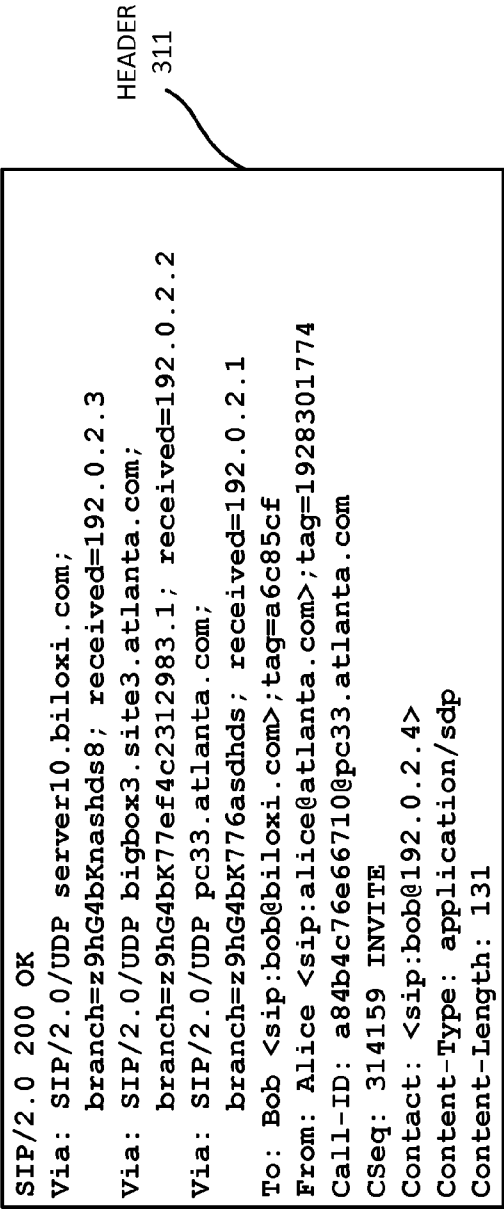 HEADER
311
SIP/2.0 200 OK
Via: SIP/2.0/UDP server10.biloxi.com;
branch=z9hG4bKnashds8; received=192.0.2.3
Via: SIP/2.0/UDP bigbox3.site3.atlanta.com;
branch=z9hG4bK77ef4c2312983.1; received=192.0.2.2
Via: SIP/2.0/UDP pc33.atlanta.com;
branch=z9hG4bK776asdhds; received=192.0.2.1
To: Bob <sip:bob@biloxi.com>;tag=a6c85cf
From: Alice <sip:alice@atlanta.com>;tag=1928301774
Call-ID: a84b4c76e66710@pc33.atlanta.com
CSeq: 314159 INVITE
Contact: <sip:bob@192.0.2.4>
Content-Type: application/sdp
Content-Length: 131